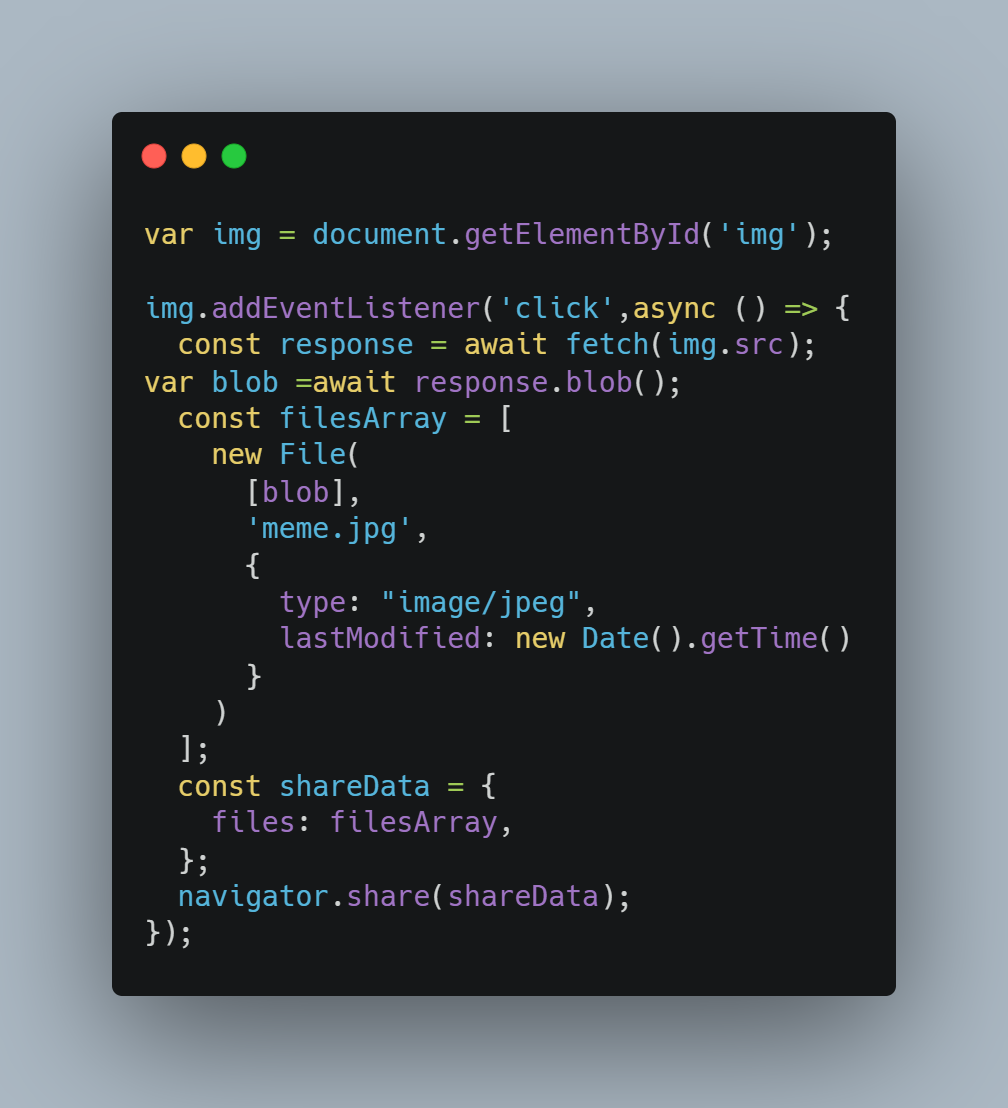 var img = document.getElementById('img');

img.addEventListener('click',async () => {
  const response = await fetch(img.src);
var blob =await response.blob();
  const filesArray = [
    new File(
      [blob],
      'meme.jpg',
      {
        type: "image/jpeg",
        lastModified: new Date().getTime()
      }
    )
  ];
  const shareData = {
    files: filesArray,
  };
  navigator.share(shareData);
});